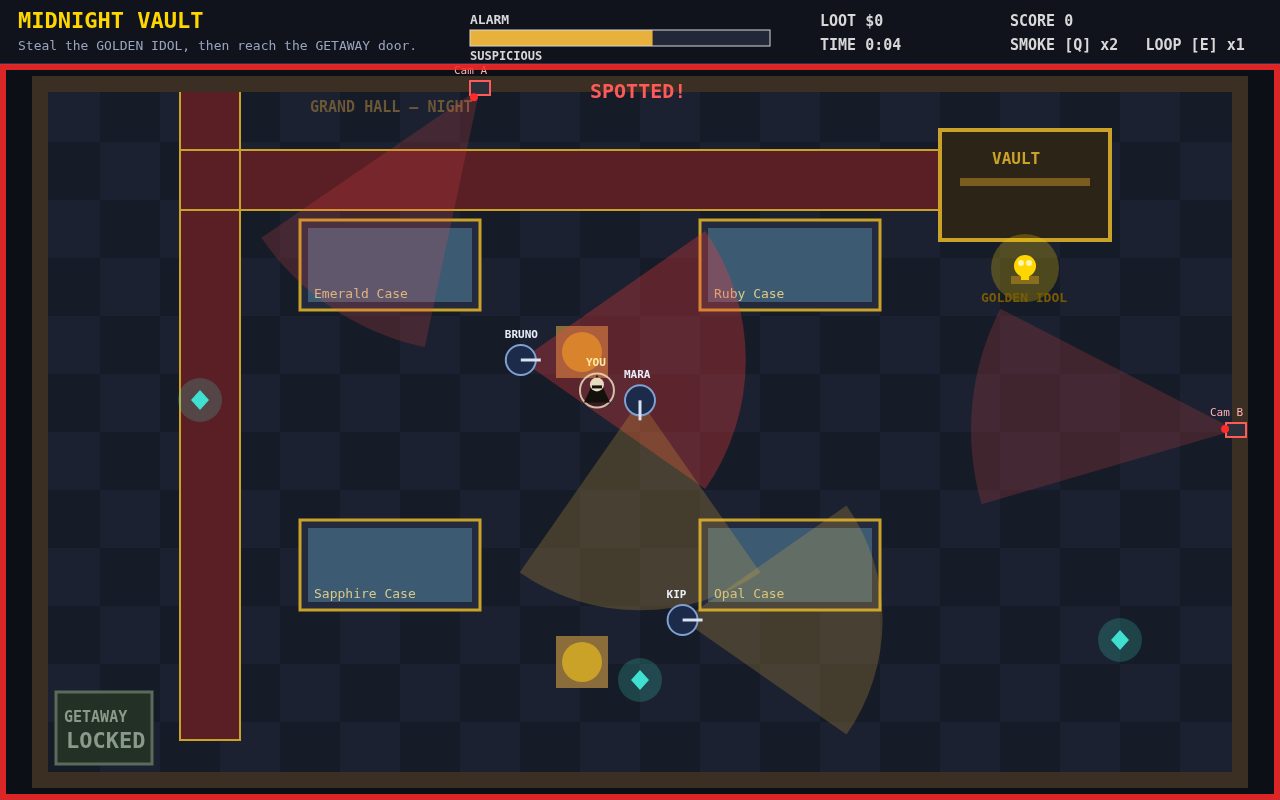 MIDNIGHT VAULT
Steal the GOLDEN IDOL, then reach the GETAWAY door.
ALARM
SUSPICIOUS
LOOT $0
SCORE 0
TIME 0:04
SMOKE [Q] x2
LOOP [E] x1
Cam A
SPOTTED!
GRAND HALL — NIGHT
VAULT
Emerald Case
Ruby Case
GOLDEN IDOL
BRUNO
YOU
MARA
Cam B
Sapphire Case
KIP
Opal Case
GETAWAY
LOCKED